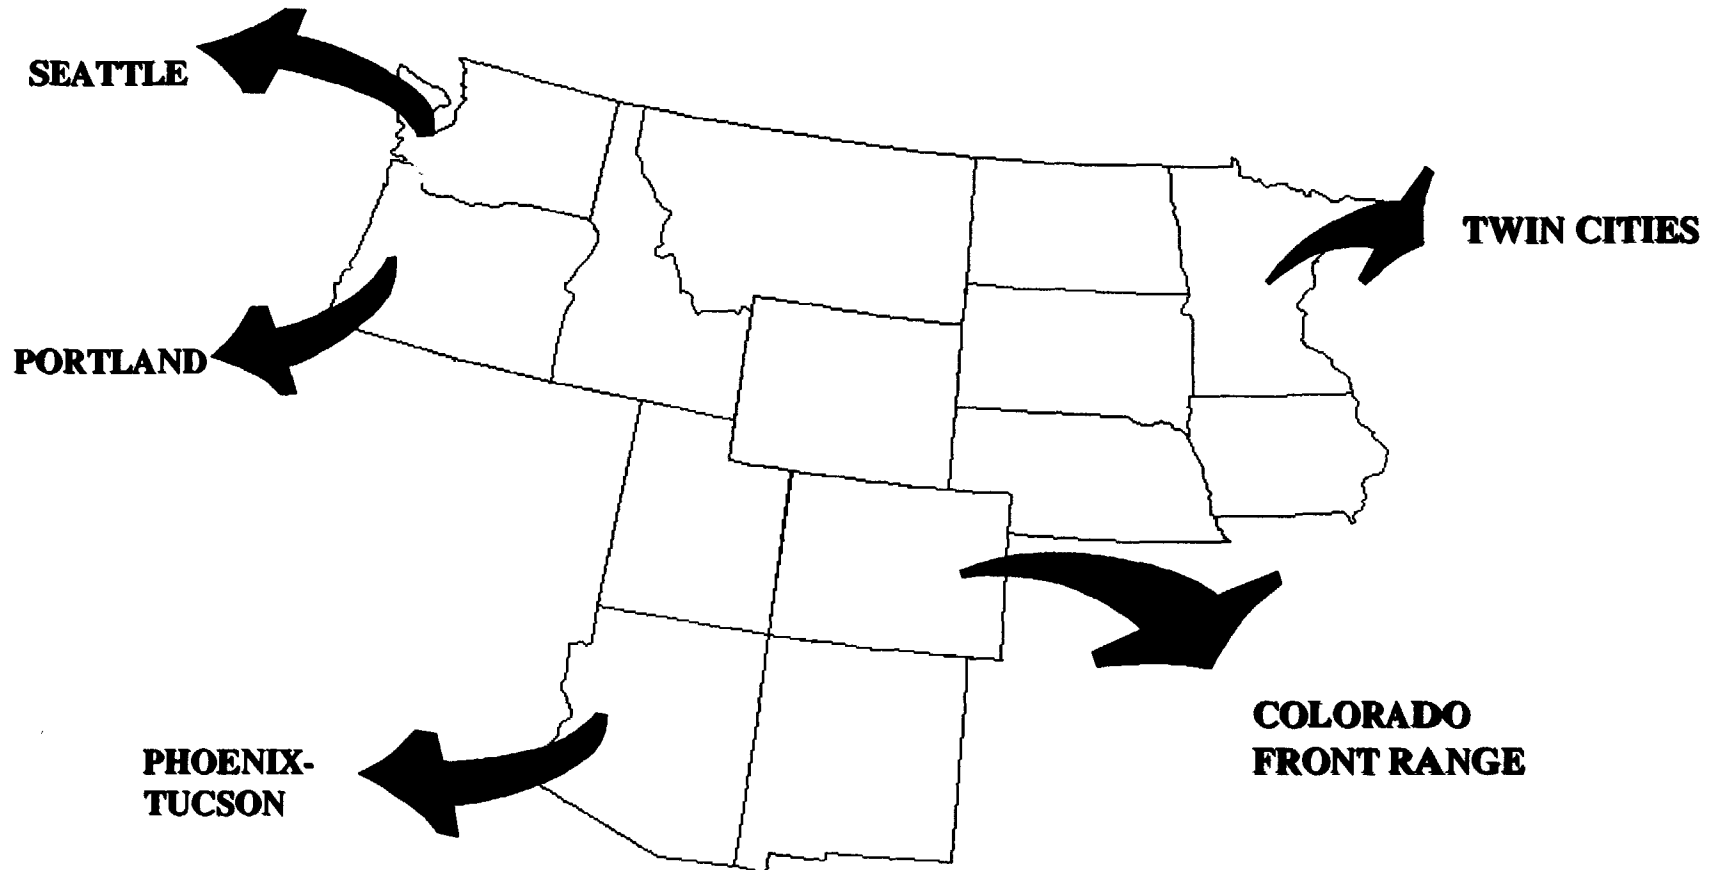 SEATTLE
TWIN CITIES
PORTLAND
COLORADO
FRONT RANGE
PHOENIX-
TUCSON